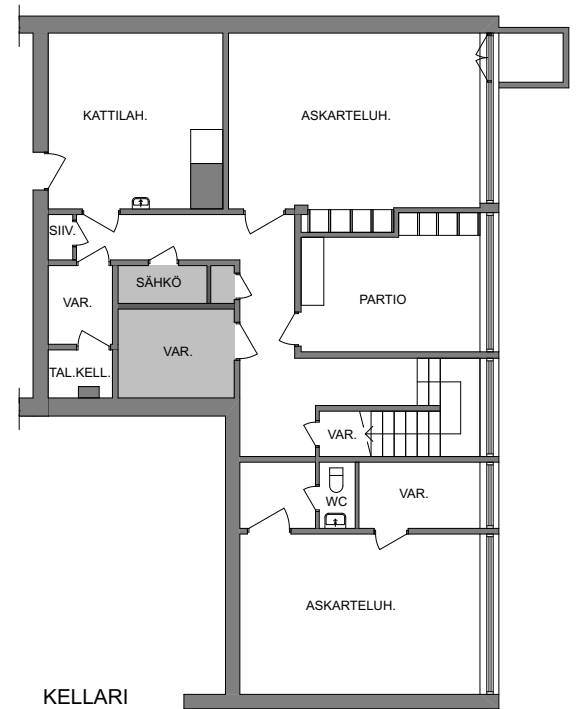 KATTILAH.
ASKARTELUH.
SIIV.
SÄHKÖ
VAR.
PARTIO
VAR.
TAL.KELL.
VAR.
WC
VAR.
ASKARTELUH.
KELLARI